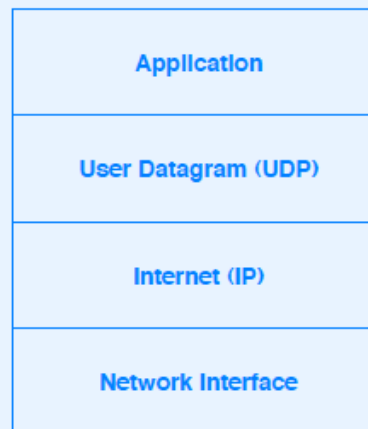 Application
User Datagram (UDP)
Internet (IP)
Network Interface